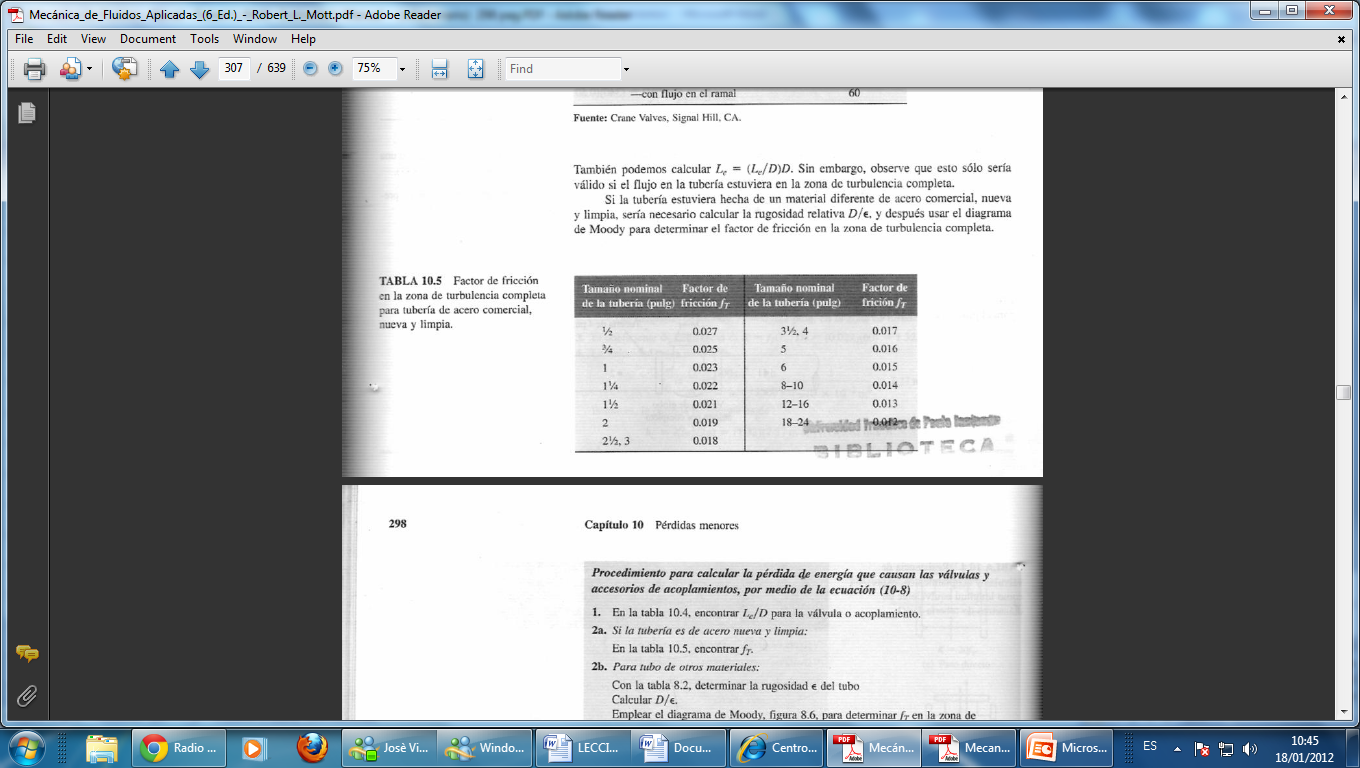 Mecánica_de_Fluidos_Aplicadas_(6_Ed.)_-_Robert_L._Mott.pdf - Adobe Reader
File Edit View Document Tools Window Help
307 / 639 75% Find
—con flujo en el ramal 60
Fuente: Crane Valves, Signal Hill, CA.
También podemos calcular Lₑ = (Lₑ/D)D. Sin embargo, observe que esto sólo sería
válido si el flujo en la tubería estuviera en la zona de turbulencia completa.
Si la tubería estuviera hecha de un material diferente de acero comercial, nueva
y limpia, sería necesario calcular la rugosidad relativa D/ϵ, y después usar el diagrama
de Moody para determinar el factor de fricción en la zona de turbulencia completa.
TABLA 10.5 Factor de fricción
en la zona de turbulencia completa
para tubería de acero comercial,
nueva y limpia.
Tamaño nominal Factor de Tamaño nominal Factor de
de la tubería (pulg) fricción fT de la tubería (pulg) frición fT
½ 0.027 3½, 4 0.017
¾ 0.025 5 0.016
1 0.023 6 0.015
1¼ 0.022 8–10 0.014
1½ 0.021 12–16 0.013
2 0.019 18–24 0.012
2½, 3 0.018
BIBLIOTECA
298 Capítulo 10 Pérdidas menores
Procedimiento para calcular la pérdida de energía que causan las válvulas y
accesorios de acoplamientos, por medio de la ecuación (10-8)
1. En la tabla 10.4, encontrar Lₑ/D para la válvula o acoplamiento.
2a. Si la tubería es de acero nueva y limpia:
En la tabla 10.5, encontrar fT.
2b. Para tubo de otros materiales:
Con la tabla 8.2, determinar la rugosidad ϵ del tubo
Calcular D/ϵ.
Emplear el diagrama de Moody, figura 8.6, para determinar fT en la zona de
Radio ... Josè Vi... Windo... LECCI... Docu... Centro... Mecán... Mecan... Micros... ES 10:45
18/01/2012